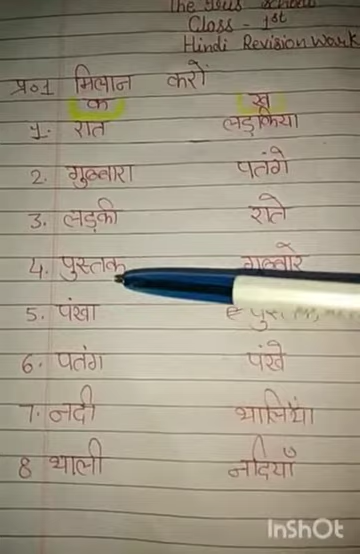 The
Class - 1st
Hindi Revision Work
प्र०1 मिलान करों
क ख
1. रात लड़किया
2. गुब्बारा पतंगे
3. लड़की राते
4. पुस्तक गुब्बारे
5. पंखा
6. पतंग पंखे
7. नदी थालियाँ
8 थाली नदियाँ
InShOt